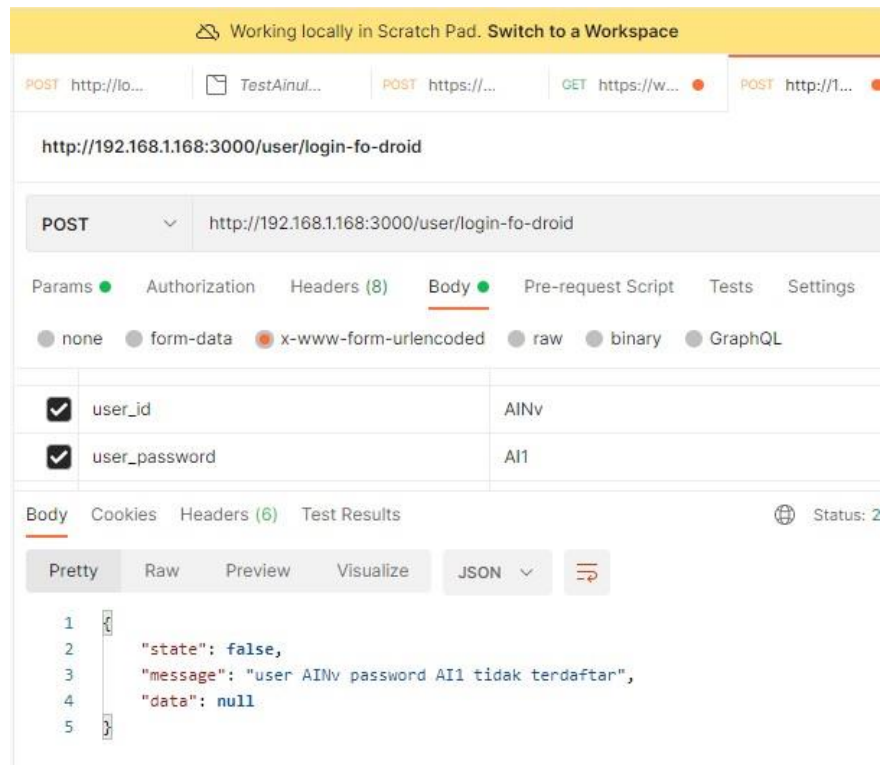 Working locally in Scratch Pad. Switch to a Workspace
POST http://lo... TestAinul... POST https://... GET https://w... POST http://1...
http://192.168.1.168:3000/user/login-fo-droid
POST http://192.168.1.168:3000/user/login-fo-droid
Params Authorization Headers (8) Body Pre-request Script Tests Settings
none form-data x-www-form-urlencoded raw binary GraphQL
user_id AINv
user_password AI1
Body Cookies Headers (6) Test Results Status: 2
Pretty Raw Preview Visualize JSON
1 {
2 "state": false,
3 "message": "user AINv password AI1 tidak terdaftar",
4 "data": null
5 }